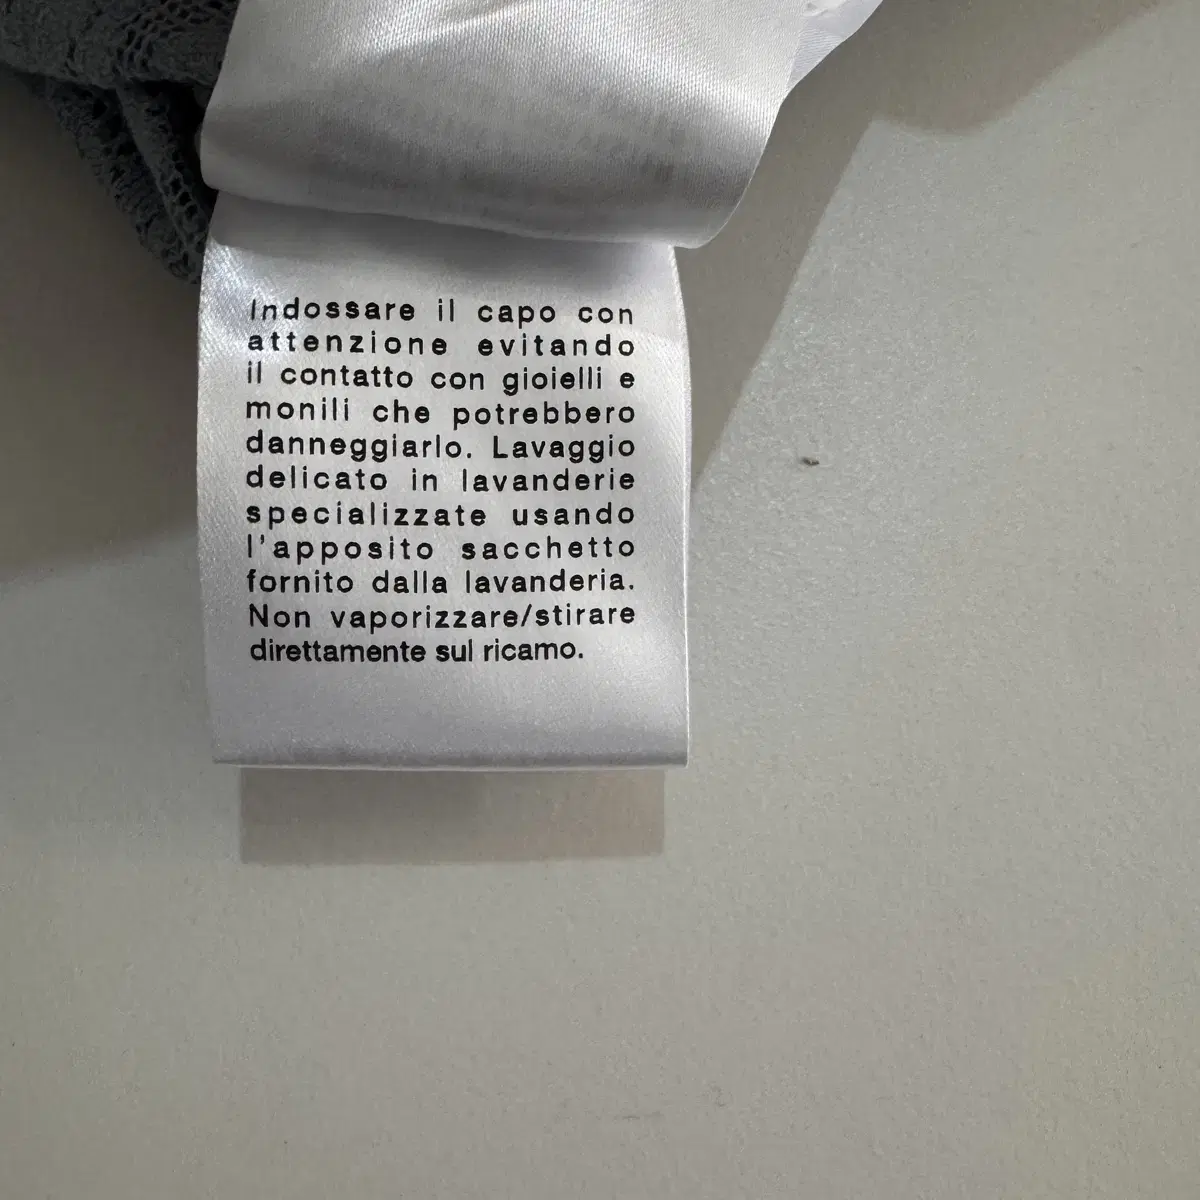 Indossare il capo con
attenzione evitando
il contatto con gioielli e
monili che potrebbero
danneggiarlo. Lavaggio
delicato in lavanderie
specializzate usando
l'apposito sacchetto
fornito dalla lavanderia.
Non vaporizzare/stirare
direttamente sul ricamo.